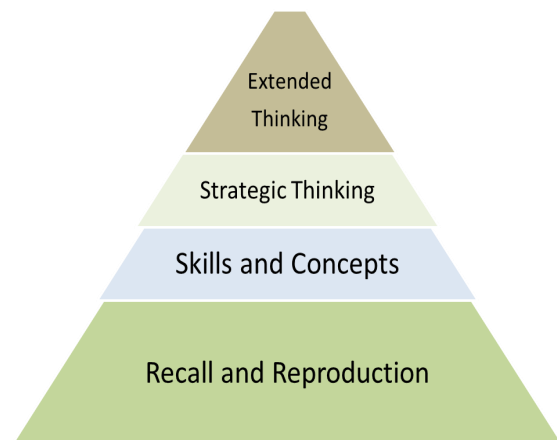 Extended
Thinking
Strategic Thinking
Skills and Concepts
Recall and Reproduction